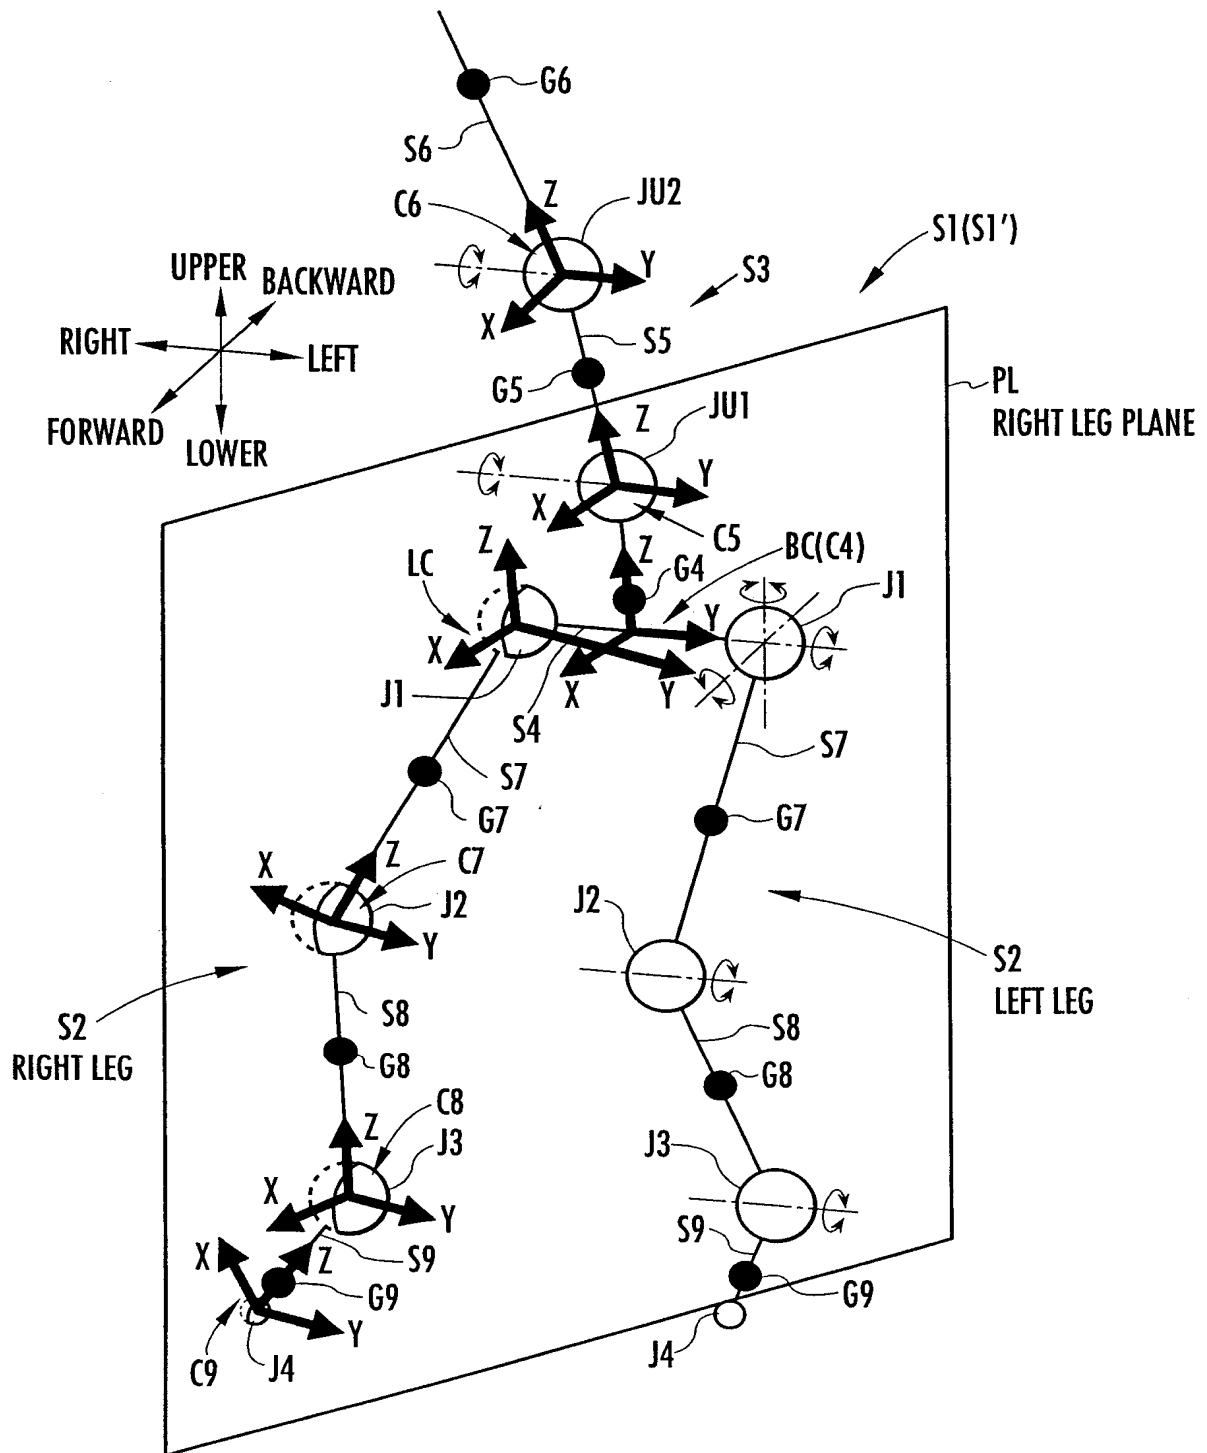 G6
S6
Z
JU2
C6
S1(S1')
UPPER
BACKWARD
Y
S3
RIGHT
LEFT
X
S5
G5
PL
RIGHT LEG PLANE
FORWARD
LOWER
Z
JU1
Y
X
C5
Z
Z
BC(C4)
LC
G4
J1
Y
X
J1
X
Y
S4
S7
S7
G7
G7
X
Z
C7
J2
J2
Y
S2
LEFT LEG
S8
S2
RIGHT LEG
S8
G8
G8
C8
Z
J3
J3
X
Y
S9
X
Z
S9
G9
G9
Y
C9
J4
J4